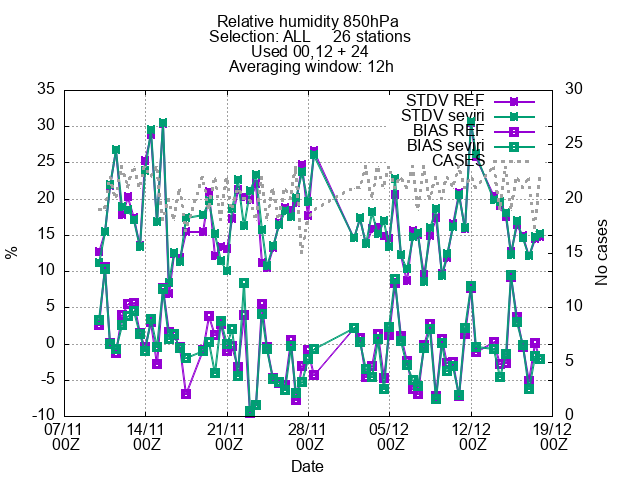 Relative humidity 850hPa
Selection: ALL 26 stations
Used 00,12 + 24
Averaging window: 12h
STDV REF
STDV seviri
BIAS REF
BIAS seviri
CASES
%
35
30
25
20
15
10
5
0
-5
-10
No cases
30
25
20
15
10
5
0
07/11 14/11 21/11 28/11 05/12 12/12 19/12
00Z 00Z 00Z 00Z 00Z 00Z 00Z
Date